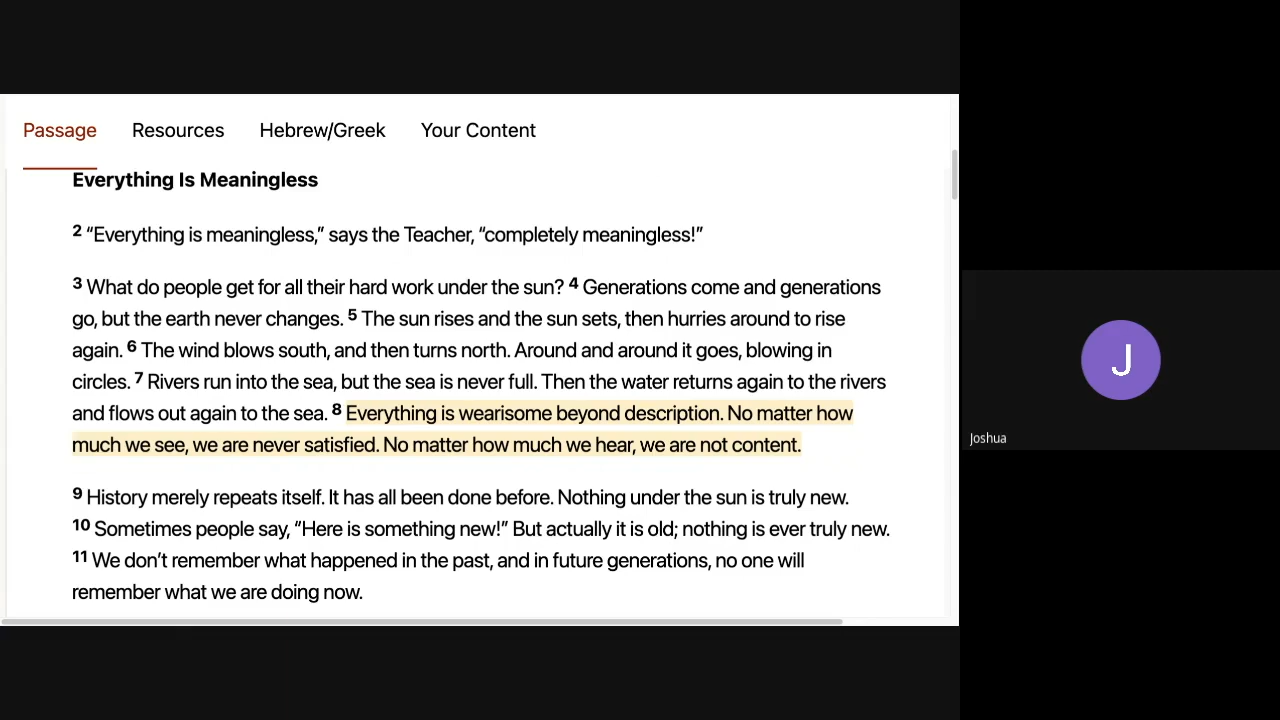 Passage Resources Hebrew/Greek Your Content
Everything Is Meaningless
2 “Everything is meaningless,” says the Teacher, “completely meaningless!”
3 What do people get for all their hard work under the sun? 4 Generations come and generations
go, but the earth never changes. 5 The sun rises and the sun sets, then hurries around to rise
again. 6 The wind blows south, and then turns north. Around and around it goes, blowing in
circles. 7 Rivers run into the sea, but the sea is never full. Then the water returns again to the rivers
and flows out again to the sea. 8 Everything is wearisome beyond description. No matter how
much we see, we are never satisfied. No matter how much we hear, we are not content.
9 History merely repeats itself. It has all been done before. Nothing under the sun is truly new.
10 Sometimes people say, “Here is something new!” But actually it is old; nothing is ever truly new.
11 We don’t remember what happened in the past, and in future generations, no one will
remember what we are doing now.
J
Joshua